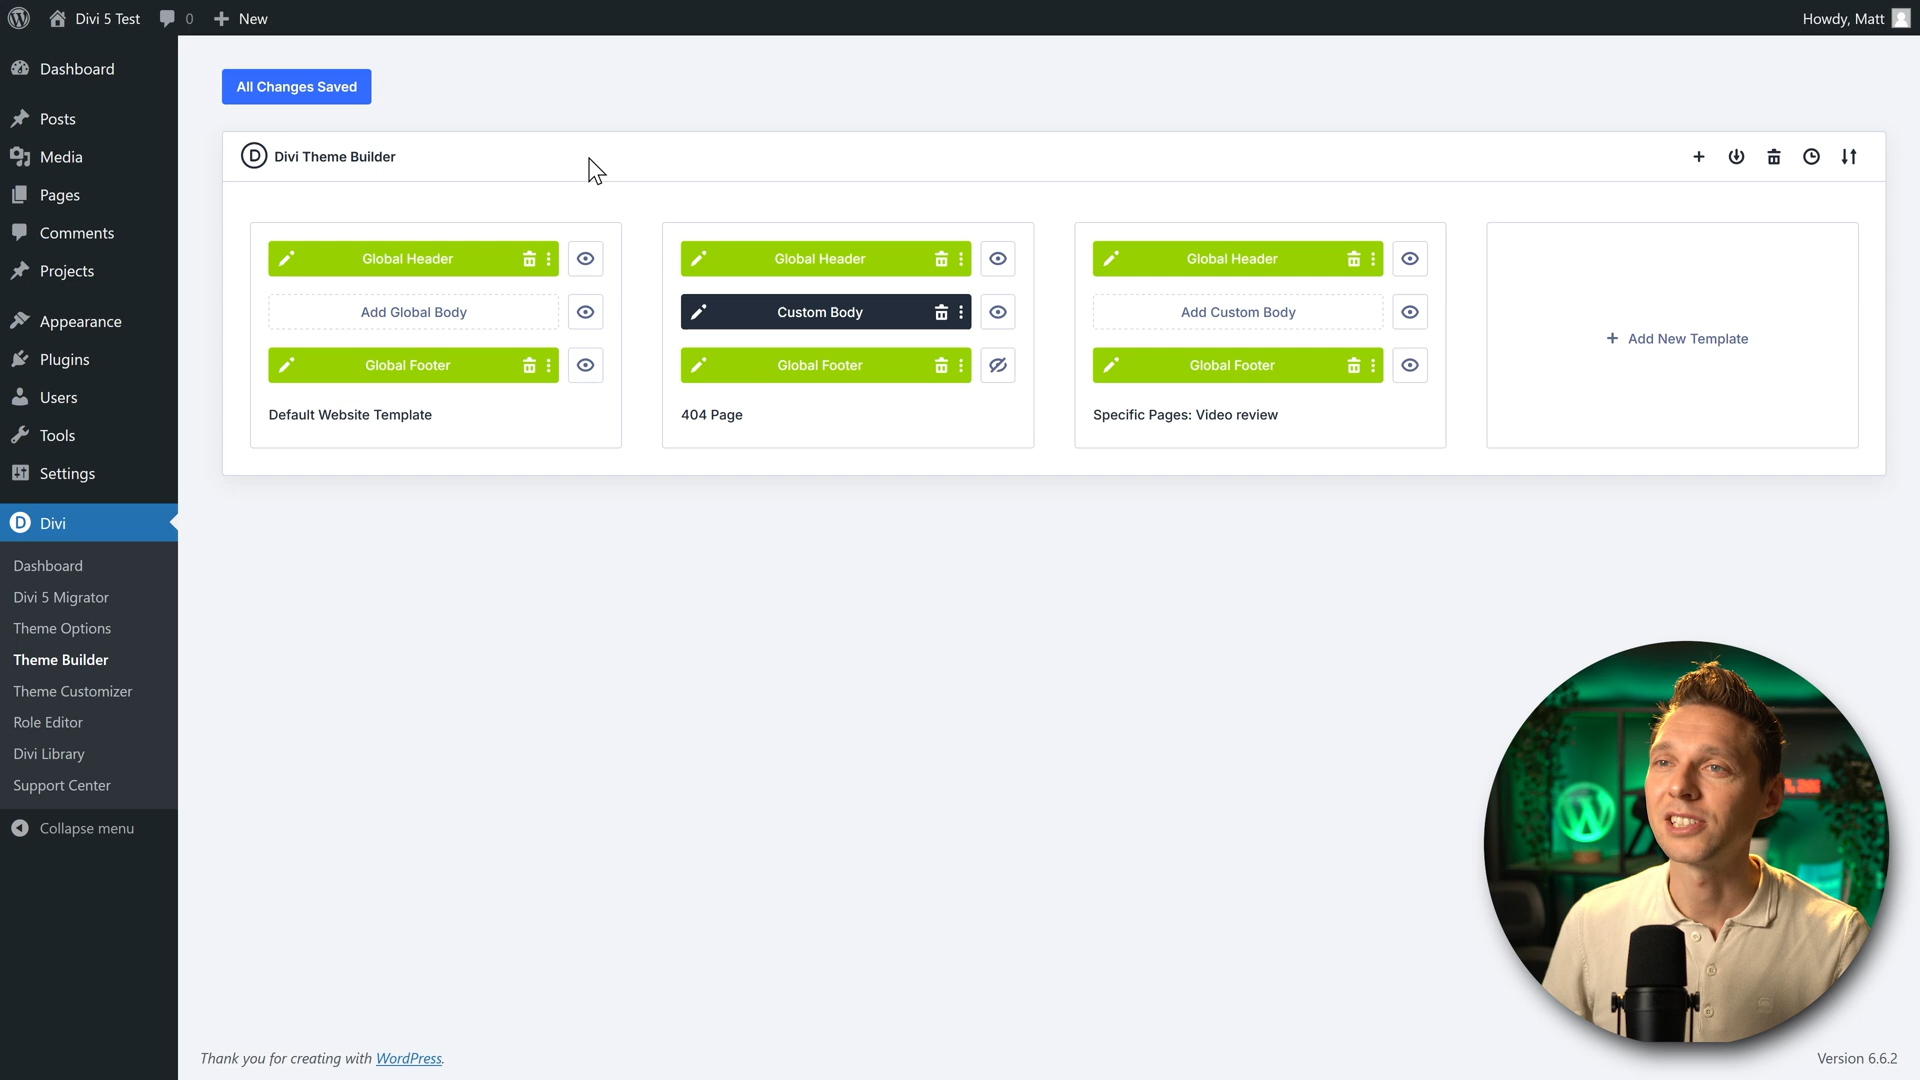 Divi 5 Test
0
New
Howdy, Matt
Dashboard
Posts
Media
Pages
Comments
Projects
Appearance
Plugins
Users
Tools
Settings
Divi
Dashboard
Divi 5 Migrator
Theme Options
Theme Builder
Theme Customizer
Role Editor
Divi Library
Support Center
Collapse menu
All Changes Saved
D Divi Theme Builder
Global Header
Add Global Body
Global Footer
Default Website Template
Global Header
Custom Body
Global Footer
404 Page
Global Header
Add Custom Body
Global Footer
Specific Pages: Video review
+ Add New Template
Thank you for creating with WordPress.
Version 6.6.2